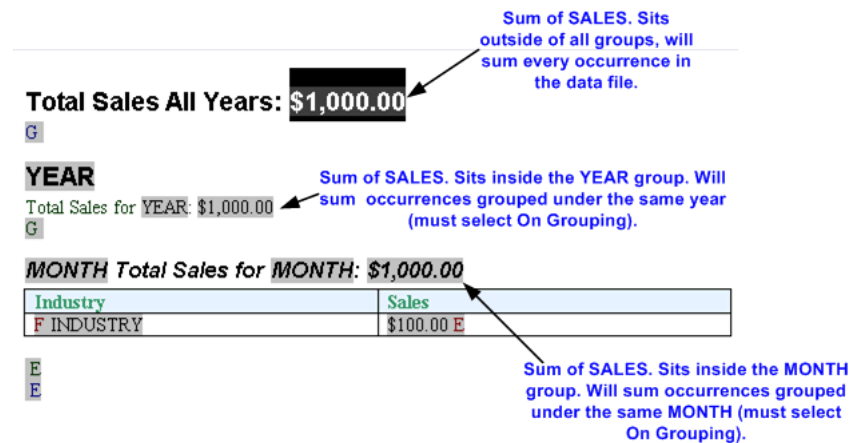 Sum of SALES. Sits
outside of all groups, will
sum every occurrence in
the data file.
Total Sales All Years: $1,000.00
G
YEAR
Sum of SALES. Sits inside the YEAR group. Will
sum occurrences grouped under the same year
(must select On Grouping).
Total Sales for YEAR: $1,000.00
G
MONTH Total Sales for MONTH: $1,000.00
Industry Sales
F INDUSTRY $100.00 E
E
E
Sum of SALES. Sits inside the MONTH
group. Will sum occurrences grouped
under the same MONTH (must select
On Grouping).